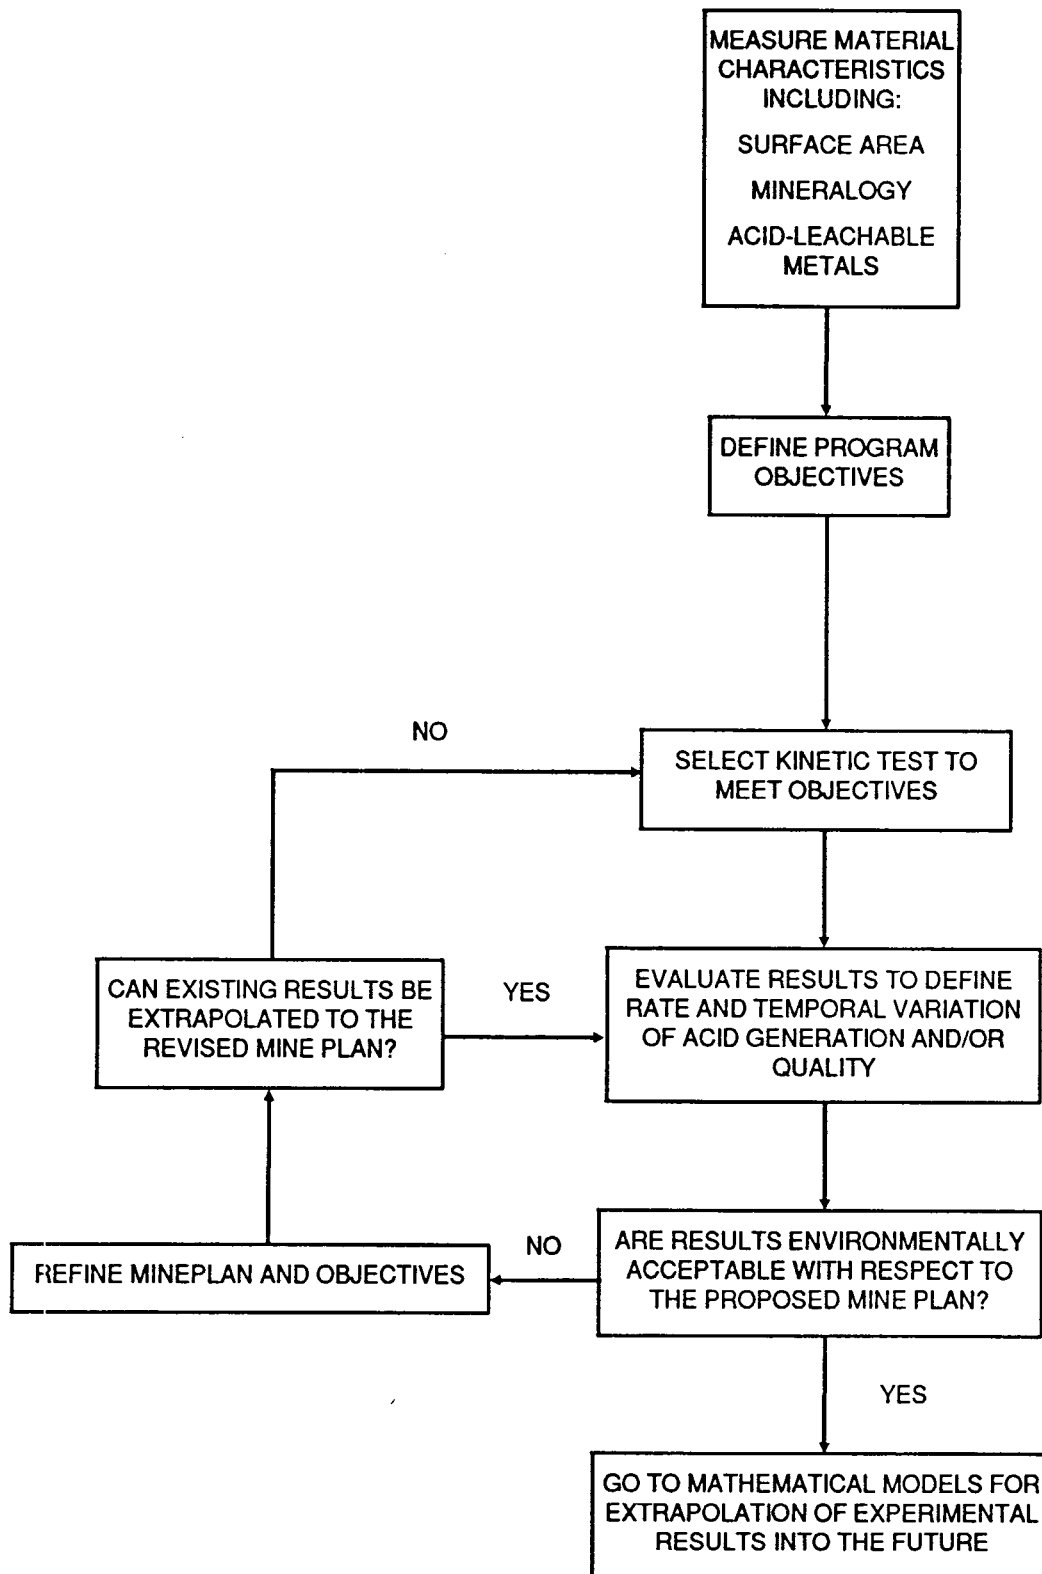 MEASURE MATERIAL
CHARACTERISTICS
INCLUDING:
SURFACE AREA
MINERALOGY
ACID-LEACHABLE
METALS
DEFINE PROGRAM
OBJECTIVES
NO
SELECT KINETIC TEST TO
MEET OBJECTIVES
CAN EXISTING RESULTS BE
EXTRAPOLATED TO THE
REVISED MINE PLAN?
YES
EVALUATE RESULTS TO DEFINE
RATE AND TEMPORAL VARIATION
OF ACID GENERATION AND/OR
QUALITY
ARE RESULTS ENVIRONMENTALLY
ACCEPTABLE WITH RESPECT TO
THE PROPOSED MINE PLAN?
NO
REFINE MINEPLAN AND OBJECTIVES
YES
GO TO MATHEMATICAL MODELS FOR
EXTRAPOLATION OF EXPERIMENTAL
RESULTS INTO THE FUTURE